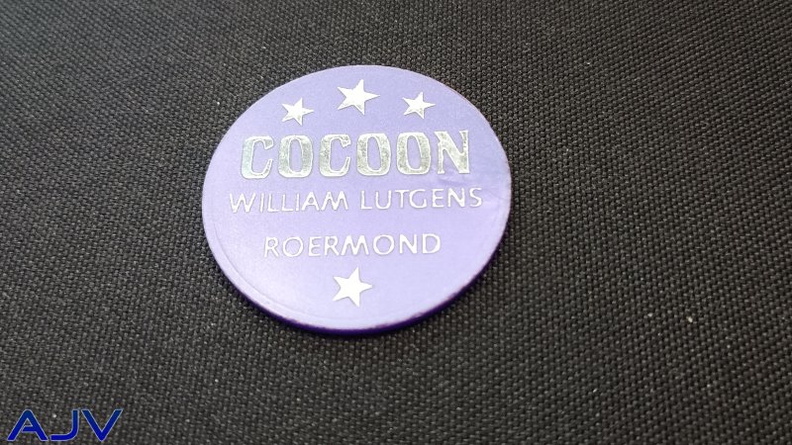 COCOON
WILLIAM LUTGENS
ROERMOND
AJV